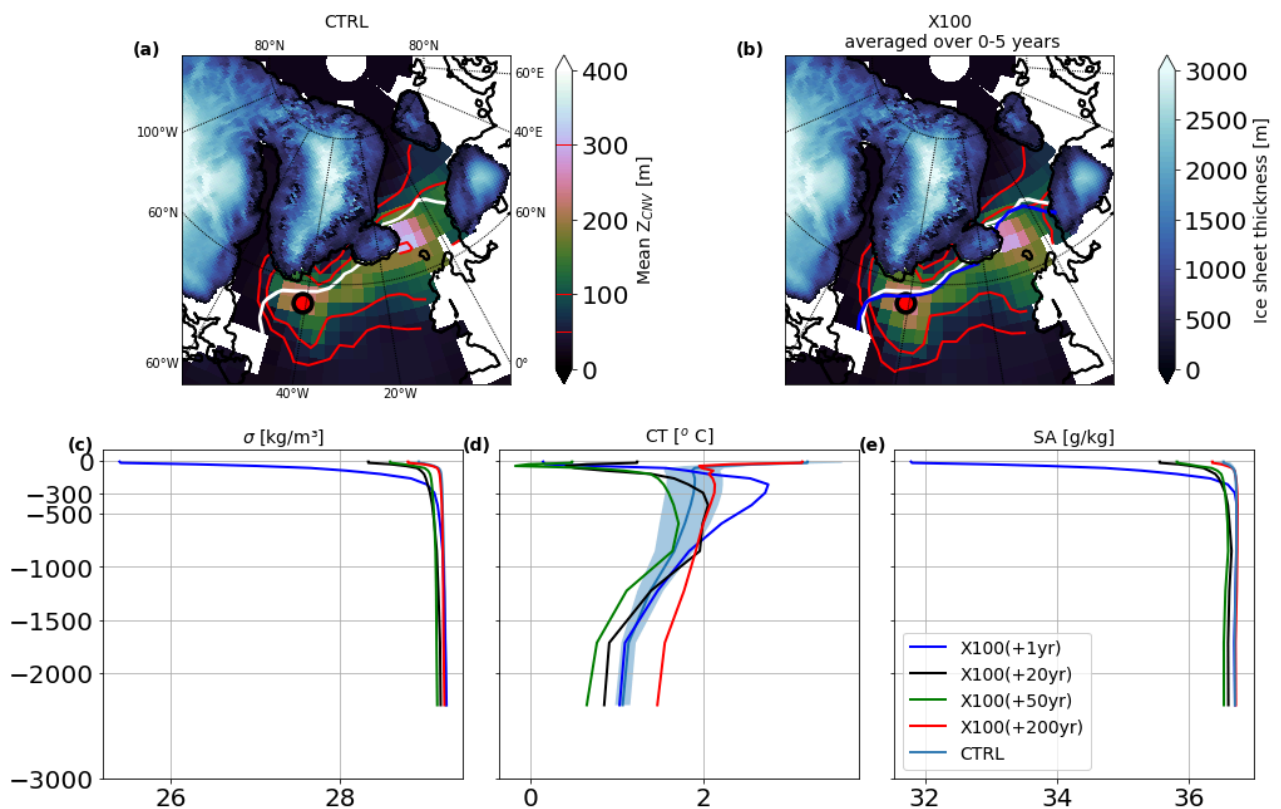 CTRL
(a)
80°N
80°N
60°E
100°W
40°E
60°W
60°N
60°W
0°
40°W
20°W
400
300
200
100
0
Mean Z_CNV [m]
X100
averaged over 0-5 years
(b)
3000
2500
2000
1500
1000
500
0
Ice sheet thickness [m]
(c)
σ [kg/m³]
0
−300
−500
−1000
−1500
−2000
−3000
26
28
(d)
CT [° C]
0
2
(e)
SA [g/kg]
X100(+1yr)
X100(+20yr)
X100(+50yr)
X100(+200yr)
CTRL
32
34
36